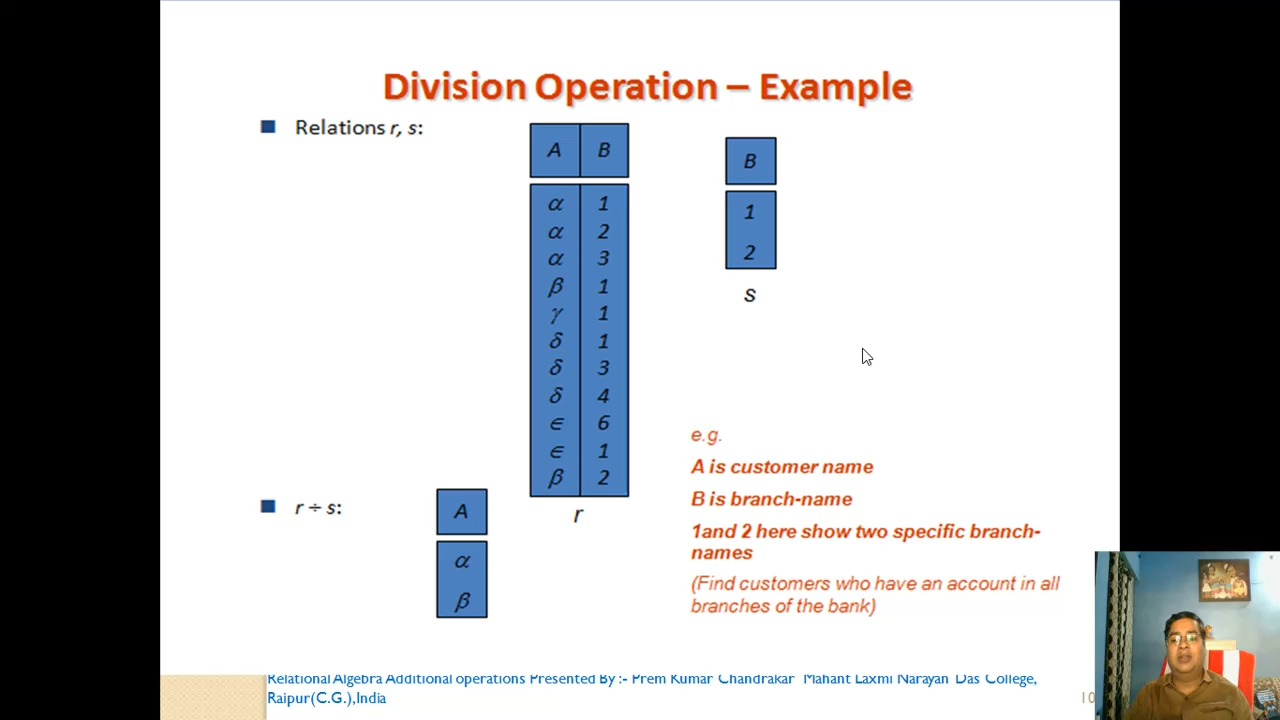 Division Operation – Example
Relations r, s:
A B
α 1
α 2
α 3
β 1
γ 1
δ 1
δ 3
δ 4
∈ 6
∈ 1
β 2
r
B
1
2
s
r ÷ s:
A
α
β
e.g.
A is customer name
B is branch-name
1and 2 here show two specific branch-
names
(Find customers who have an account in all
branches of the bank)
Relational Algebra Additional operations Presented By :- Prem Kumar Chandrakar Mahant Laxmi Narayan Das College,
Raipur(C.G.),India
10